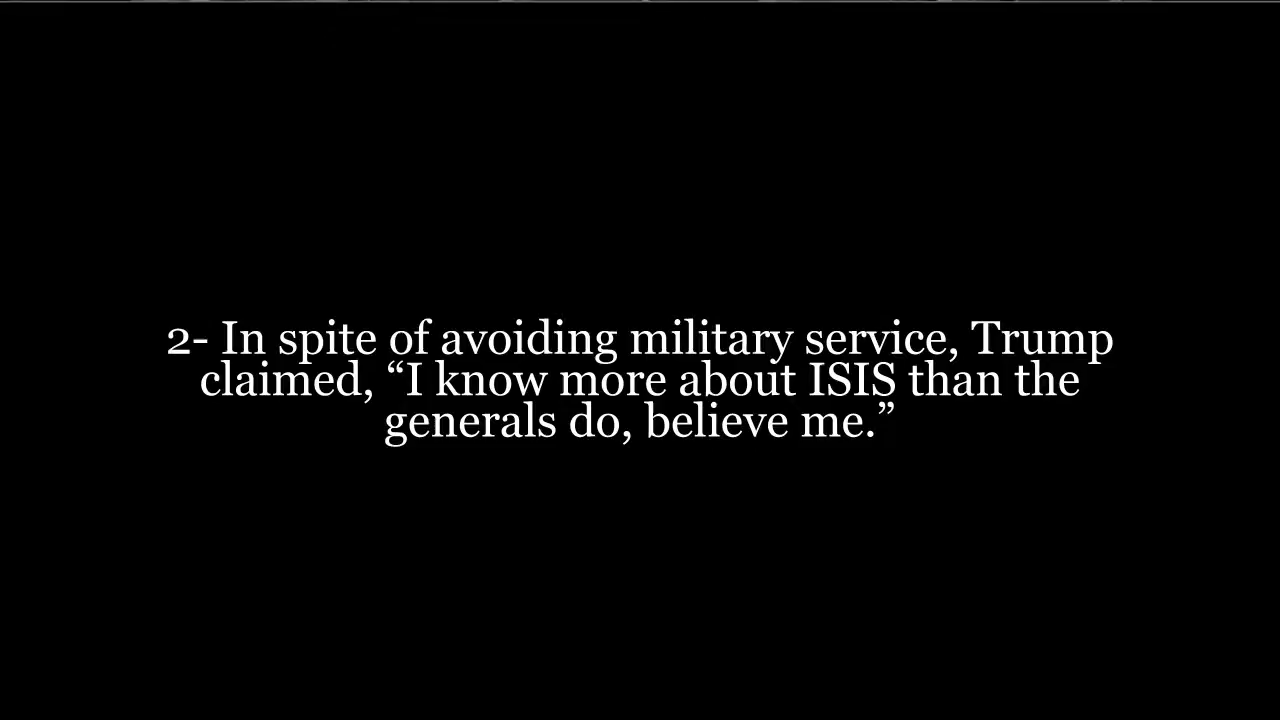 2- In spite of avoiding military service, Trump
claimed, “I know more about ISIS than the
generals do, believe me.”